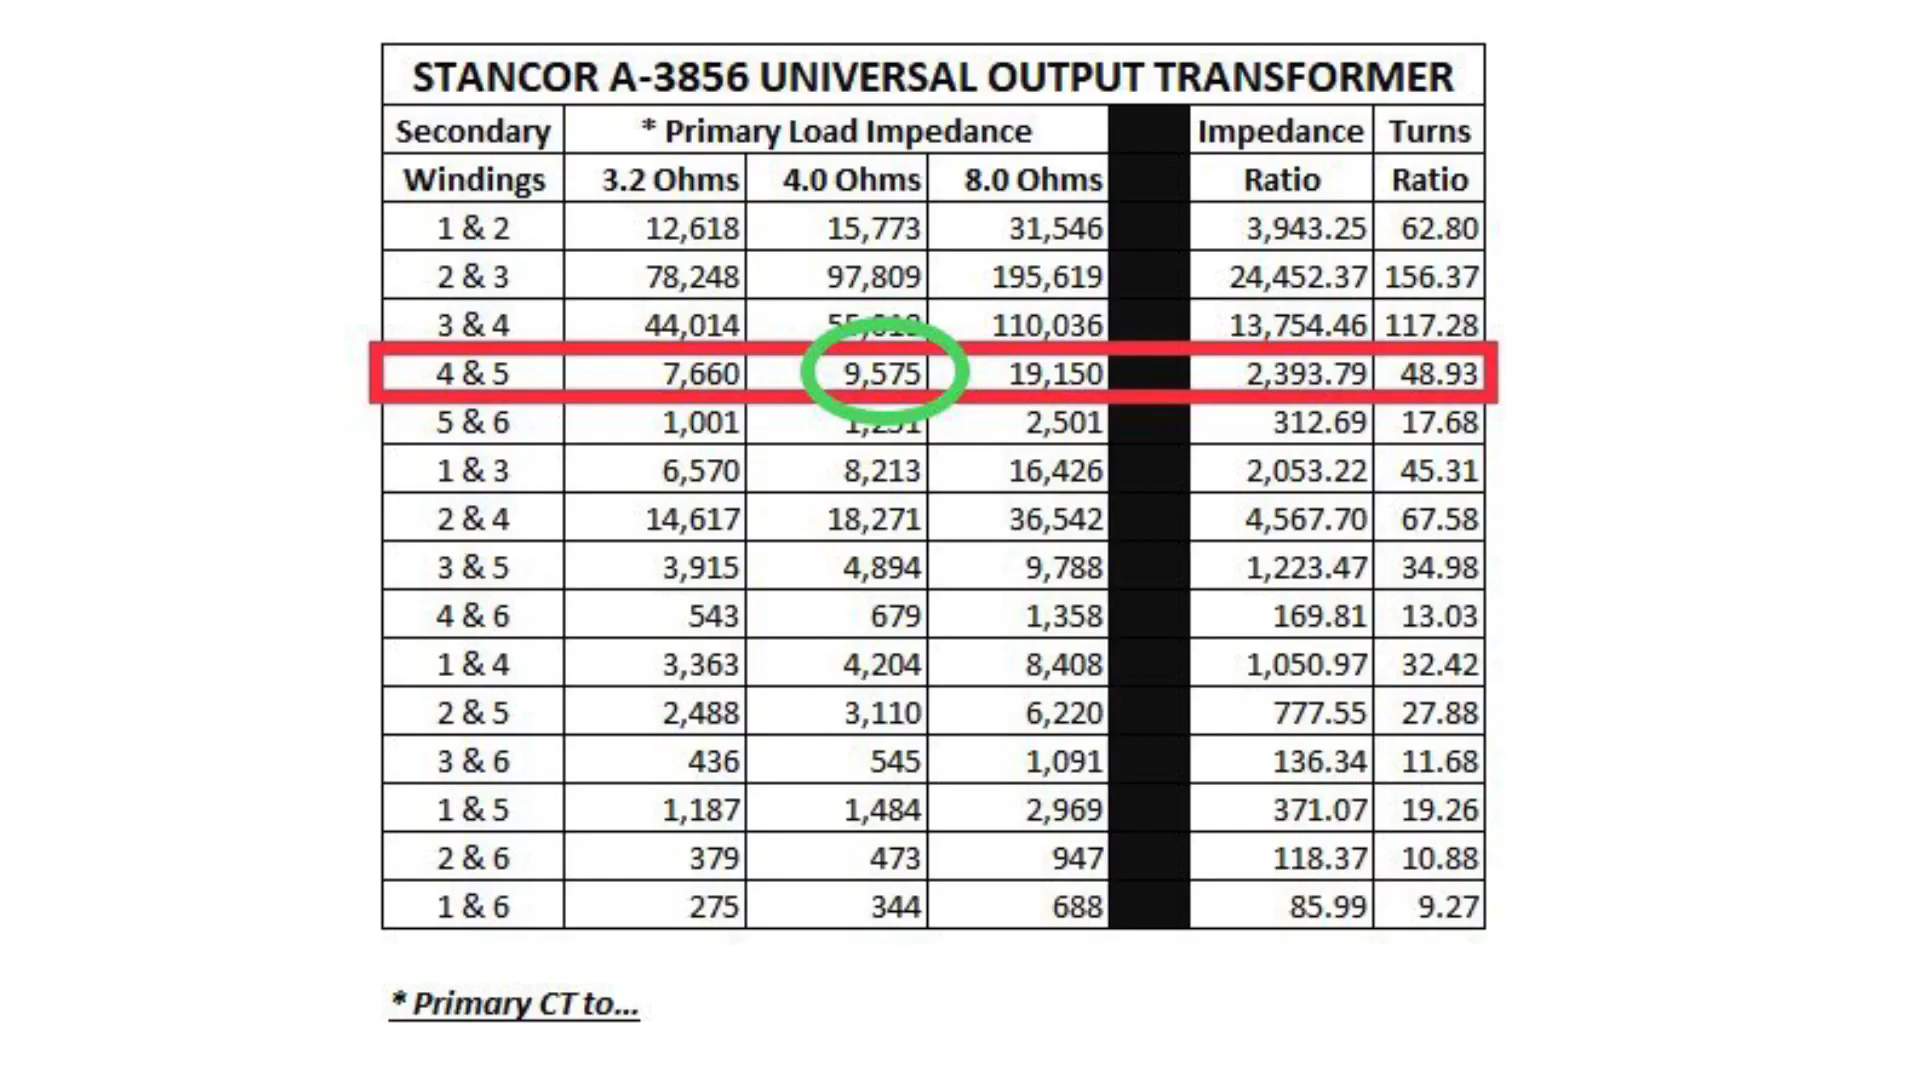 STANCOR A-3856 UNIVERSAL OUTPUT TRANSFORMER
Secondary * Primary Load Impedance Impedance Turns
Windings 3.2 Ohms 4.0 Ohms 8.0 Ohms Ratio Ratio
1 & 2 12,618 15,773 31,546 3,943.25 62.80
2 & 3 78,248 97,809 195,619 24,452.37 156.37
3 & 4 44,014 110,036 13,754.46 117.28
4 & 5 7,660 9,575 19,150 2,393.79 48.93
5 & 6 1,001 2,501 312.69 17.68
1 & 3 6,570 8,213 16,426 2,053.22 45.31
2 & 4 14,617 18,271 36,542 4,567.70 67.58
3 & 5 3,915 4,894 9,788 1,223.47 34.98
4 & 6 543 679 1,358 169.81 13.03
1 & 4 3,363 4,204 8,408 1,050.97 32.42
2 & 5 2,488 3,110 6,220 777.55 27.88
3 & 6 436 545 1,091 136.34 11.68
1 & 5 1,187 1,484 2,969 371.07 19.26
2 & 6 379 473 947 118.37 10.88
1 & 6 275 344 688 85.99 9.27
* Primary CT to...